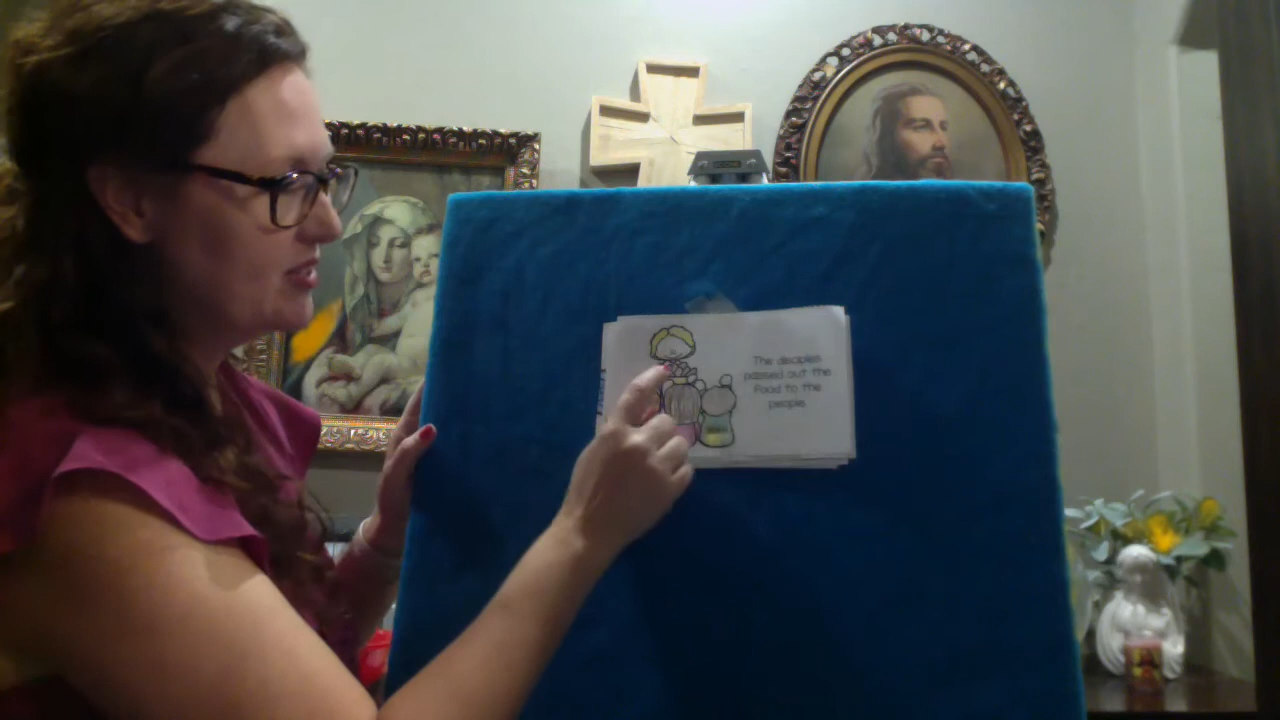 The disciples
passed out the
food to the
people.